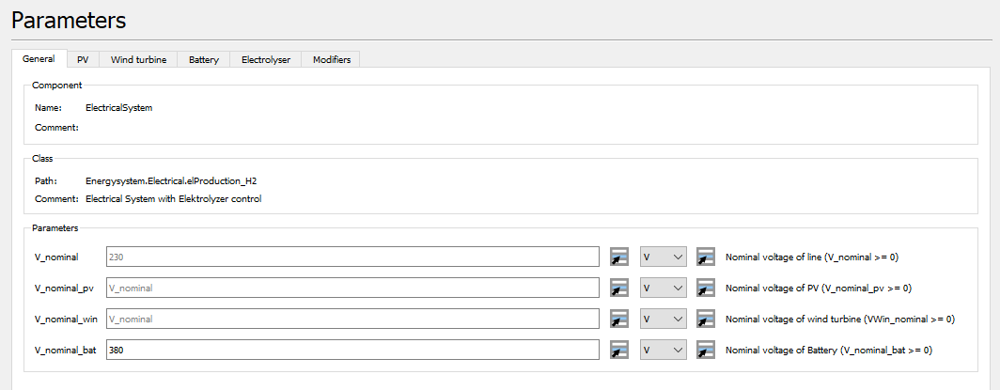 Parameters
General PV Wind turbine Battery Electrolyser Modifiers
Component
Name: ElectricalSystem
Comment:
Class
Path: Energysystem.Electrical.elProduction_H2
Comment: Electrical System with Elektrolyzer control
Parameters
V_nominal 230 V Nominal voltage of line (V_nominal >= 0)
V_nominal_pv V_nominal V Nominal voltage of PV (V_nominal_pv >= 0)
V_nominal_win V_nominal V Nominal voltage of wind turbine (VWin_nominal >= 0)
V_nominal_bat 380 V Nominal voltage of Battery (V_nominal_bat >= 0)